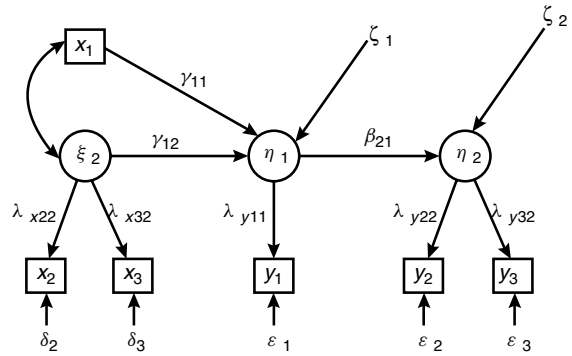 ζ 1 ζ 2
x1
γ11
ξ 2 γ12 η 1 β21 η 2
λ x22 λ x32 λ y11 λ y22 λ y32
x2 x3 y1 y2 y3
δ2 δ3 ε 1 ε 2 ε 3